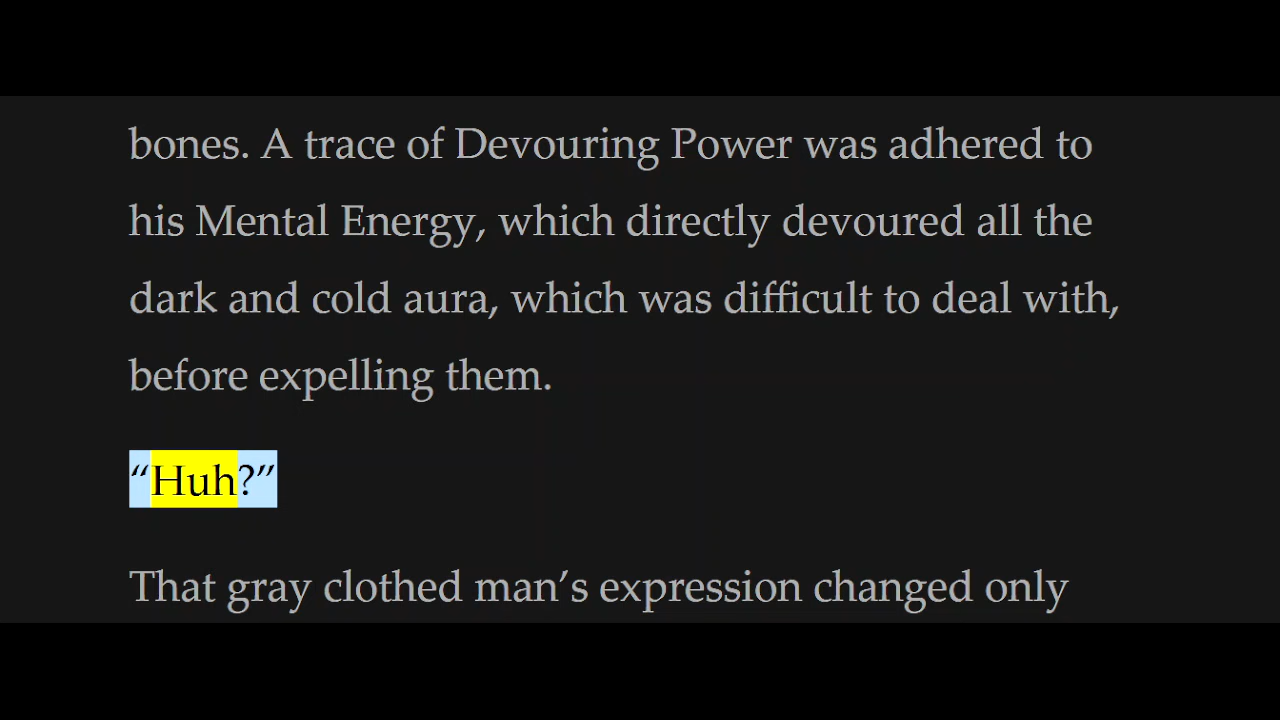 bones. A trace of Devouring Power was adhered to
his Mental Energy, which directly devoured all the
dark and cold aura, which was difficult to deal with,
before expelling them.
“Huh?”
That gray clothed man’s expression changed only